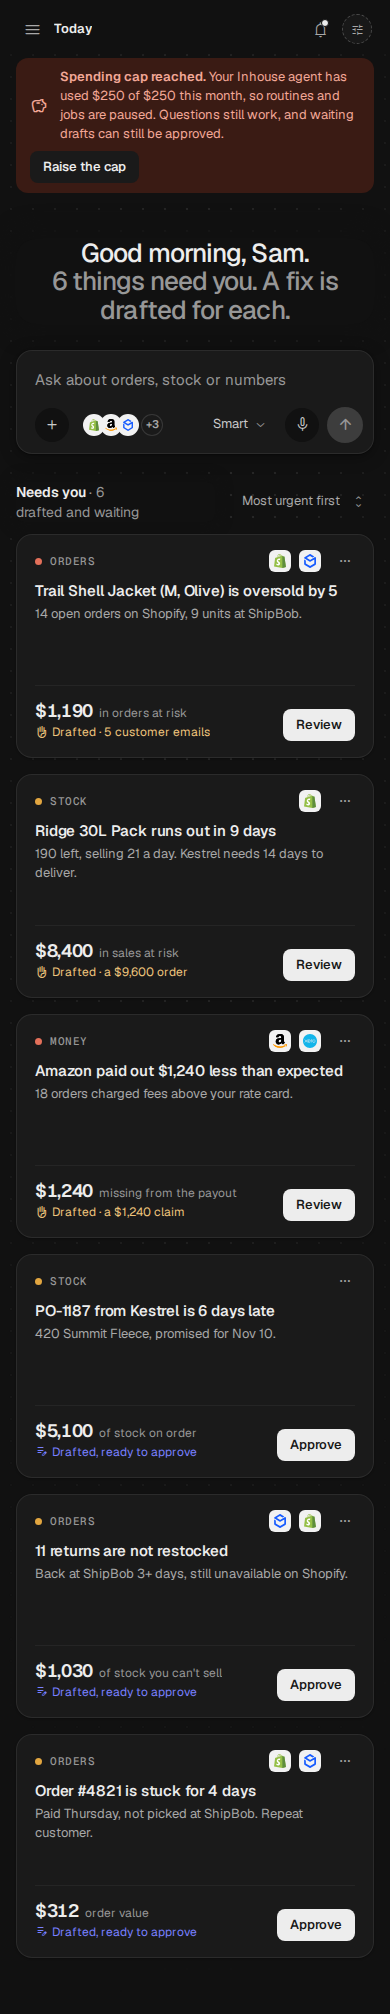 Today
Spending cap reached. Your Inhouse agent has
used $250 of $250 this month, so routines and
jobs are paused. Questions still work, and waiting
drafts can still be approved.
Raise the cap
Good morning, Sam.
6 things need you. A fix is
drafted for each.
Ask about orders, stock or numbers
+3
Smart
Needs you · 6
drafted and waiting
Most urgent first
ORDERS
Trail Shell Jacket (M, Olive) is oversold by 5
14 open orders on Shopify, 9 units at ShipBob.
$1,190 in orders at risk
Drafted · 5 customer emails
Review
STOCK
Ridge 30L Pack runs out in 9 days
190 left, selling 21 a day. Kestrel needs 14 days to
deliver.
$8,400 in sales at risk
Drafted · a $9,600 order
Review
MONEY
Amazon paid out $1,240 less than expected
18 orders charged fees above your rate card.
$1,240 missing from the payout
Drafted · a $1,240 claim
Review
STOCK
PO-1187 from Kestrel is 6 days late
420 Summit Fleece, promised for Nov 10.
$5,100 of stock on order
Drafted, ready to approve
Approve
ORDERS
11 returns are not restocked
Back at ShipBob 3+ days, still unavailable on Shopify.
$1,030 of stock you can't sell
Drafted, ready to approve
Approve
ORDERS
Order #4821 is stuck for 4 days
Paid Thursday, not picked at ShipBob. Repeat
customer.
$312 order value
Drafted, ready to approve
Approve